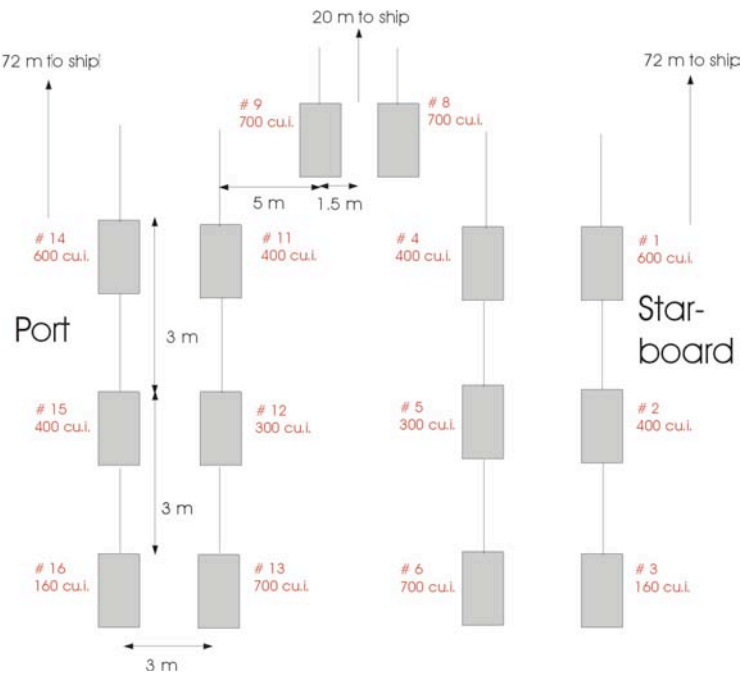 20 m to ship
72 m to ship
72 m to ship
# 9
700 cu.i.
# 8
700 cu.i.
5 m
1.5 m
# 14
600 cu.i.
# 11
400 cu.i.
# 4
400 cu.i.
# 1
600 cu.i.
Port
3 m
Star-
board
# 15
400 cu.i.
# 12
300 cu.i.
# 5
300 cu.i.
# 2
400 cu.i.
3 m
# 16
160 cu.i.
# 13
700 cu.i.
# 6
700 cu.i.
# 3
160 cu.i.
3 m